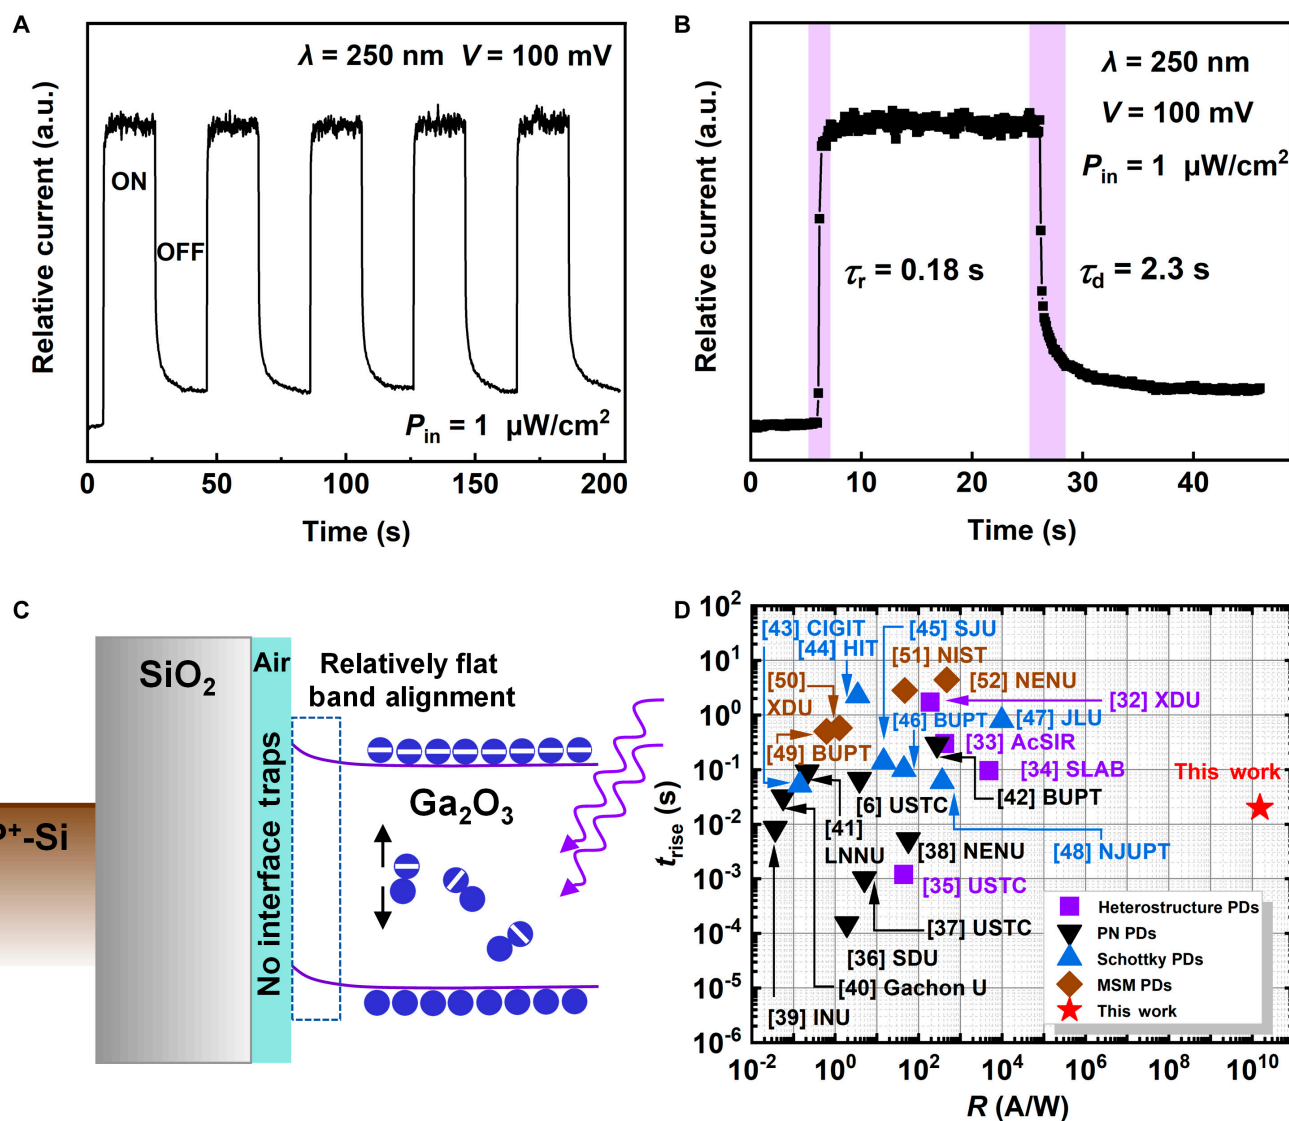 A
λ = 250 nm V = 100 mV
ON
OFF
P_in = 1 μW/cm²
Relative current (a.u.)
0 50 100 150 200
Time (s)
B
λ = 250 nm
V = 100 mV
P_in = 1 μW/cm²
τ_r = 0.18 s
τ_d = 2.3 s
Relative current (a.u.)
0 10 20 30 40
Time (s)
C
SiO₂
Air
Relatively flat
band alignment
P⁺-Si
No interface traps
Ga₂O₃
D
10²
10¹
10⁰
10⁻¹
10⁻²
10⁻³
10⁻⁴
10⁻⁵
10⁻⁶
t_rise (s)
[43] CIGIT
[44] HIT
[45] SJU
[51] NIST
[50]
XDU
[52] NENU
[32] XDU
[46] BUPT
[47] JLU
[49] BUPT
[33] AcSIR
[34] SLAB
This work
[6] USTC
[42] BUPT
[41]
LNNU
[38] NENU
[48] NJUPT
[35] USTC
[37] USTC
[36] SDU
[40] Gachon U
[39] INU
Heterostructure PDs
PN PDs
Schottky PDs
MSM PDs
This work
10⁻² 10⁰ 10² 10⁴ 10⁶ 10⁸ 10¹⁰
R (A/W)